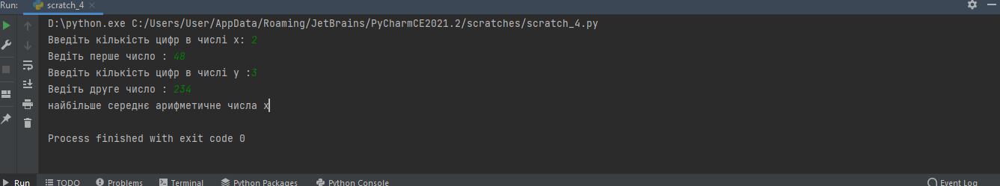 Run: scratch_4
D:\python.exe C:/Users/User/AppData/Roaming/JetBrains/PyCharmCE2021.2/scratches/scratch_4.py
Введіть кількість цифр в числі x: 2
Ведіть перше число : 48
Введіть кількість цифр в числі y :3
Ведіть друге число : 234
найбільше середнє арифметичне числа x
Process finished with exit code 0
Run TODO Problems Terminal Python Packages Python Console Event Log